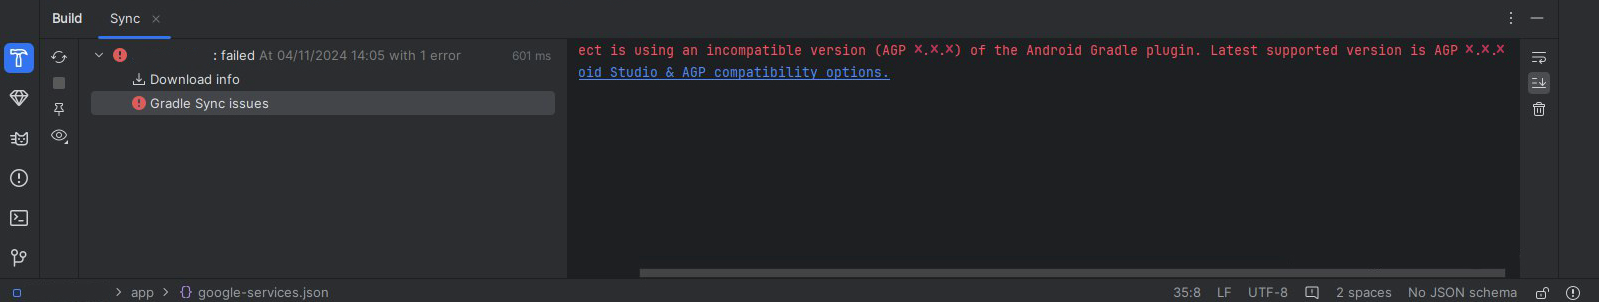 Build
Sync
: failed At 04/11/2024 14:05 with 1 error 601 ms
Download info
Gradle Sync issues
ect is using an incompatible version (AGP x.x.x) of the Android Gradle plugin. Latest supported version is AGP x.x.x
oid Studio & AGP compatibility options.
app
{} google-services.json
35:8 LF UTF-8 2 spaces No JSON schema